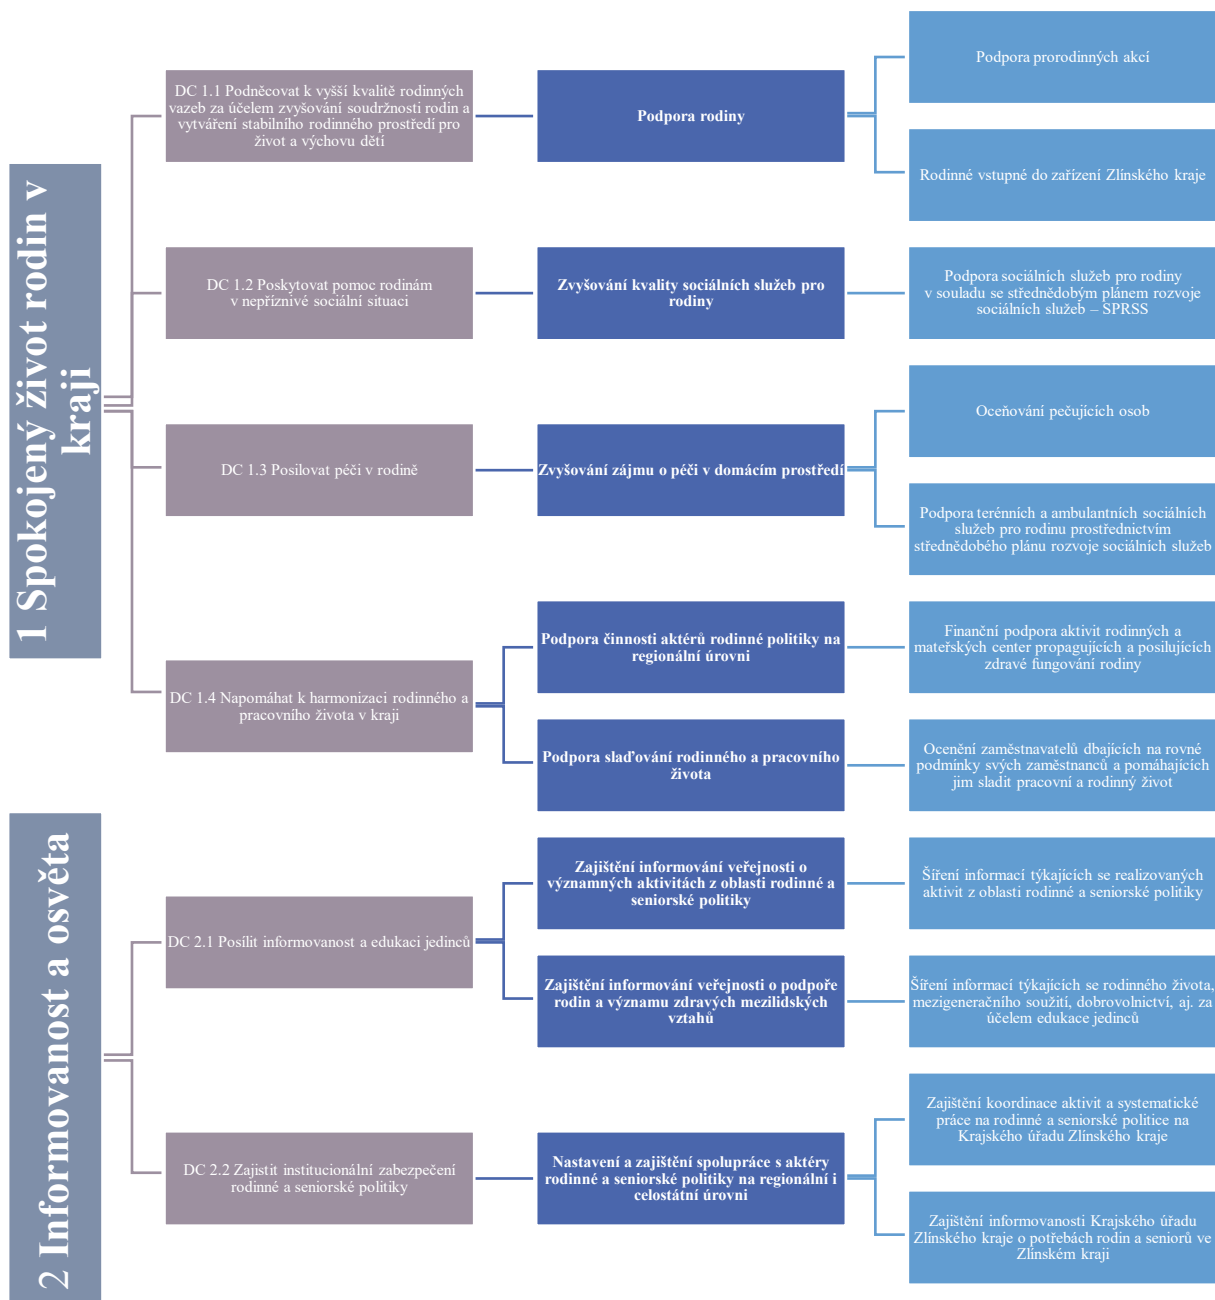 1 Spokojený život rodin v
kraji
DC 1.1 Podněcovat k vyšší kvalitě rodinných
vazeb za účelem zvyšování soudržnosti rodin a
vytváření stabilního rodinného prostředí pro
život a výchovu dětí
Podpora rodiny
Podpora prorodinných akcí
Rodinné vstupné do zařízení Zlínského kraje
DC 1.2 Poskytovat pomoc rodinám
v nepříznivé sociální situaci
Zvyšování kvality sociálních služeb pro
rodiny
Podpora sociálních služeb pro rodiny
v souladu se střednědobým plánem rozvoje
sociálních služeb – SPRSS
DC 1.3 Posilovat péči v rodině
Zvyšování zájmu o péči v domácím prostředí
Oceňování pečujících osob
Podpora terénních a ambulantních sociálních
služeb pro rodinu prostřednictvím
střednědobého plánu rozvoje sociálních služeb
DC 1.4 Napomáhat k harmonizaci rodinného a
pracovního života v kraji
Podpora činnosti aktérů rodinné politiky na
regionální úrovni
Finanční podpora aktivit rodinných a
mateřských center propagujících a posilujících
zdravé fungování rodiny
Podpora slaďování rodinného a pracovního
života
Ocenění zaměstnavatelů dbajících na rovné
podmínky svých zaměstnanců a pomáhajících
jim sladit pracovní a rodinný život
2 Informovanost a osvěta
DC 2.1 Posílit informovanost a edukaci jedinců
Zajištění informování veřejnosti o
významných aktivitách z oblasti rodinné a
seniorské politiky
Šíření informací týkajících se realizovaných
aktivit z oblasti rodinné a seniorské politiky
Zajištění informování veřejnosti o podpoře
rodin a významu zdravých mezilidských
vztahů
Šíření informací týkajících se rodinného života,
mezigeneračního soužití, dobrovolnictví, aj. za
účelem edukace jedinců
DC 2.2 Zajistit institucionální zabezpečení
rodinné a seniorské politiky
Nastavení a zajištění spolupráce s aktéry
rodinné a seniorské politiky na regionální i
celostátní úrovni
Zajištění koordinace aktivit a systematické
práce na rodinné a seniorské politice na
Krajského úřadu Zlínského kraje
Zajištění informovanosti Krajského úřadu
Zlínského kraje o potřebách rodin a seniorů ve
Zlínském kraji